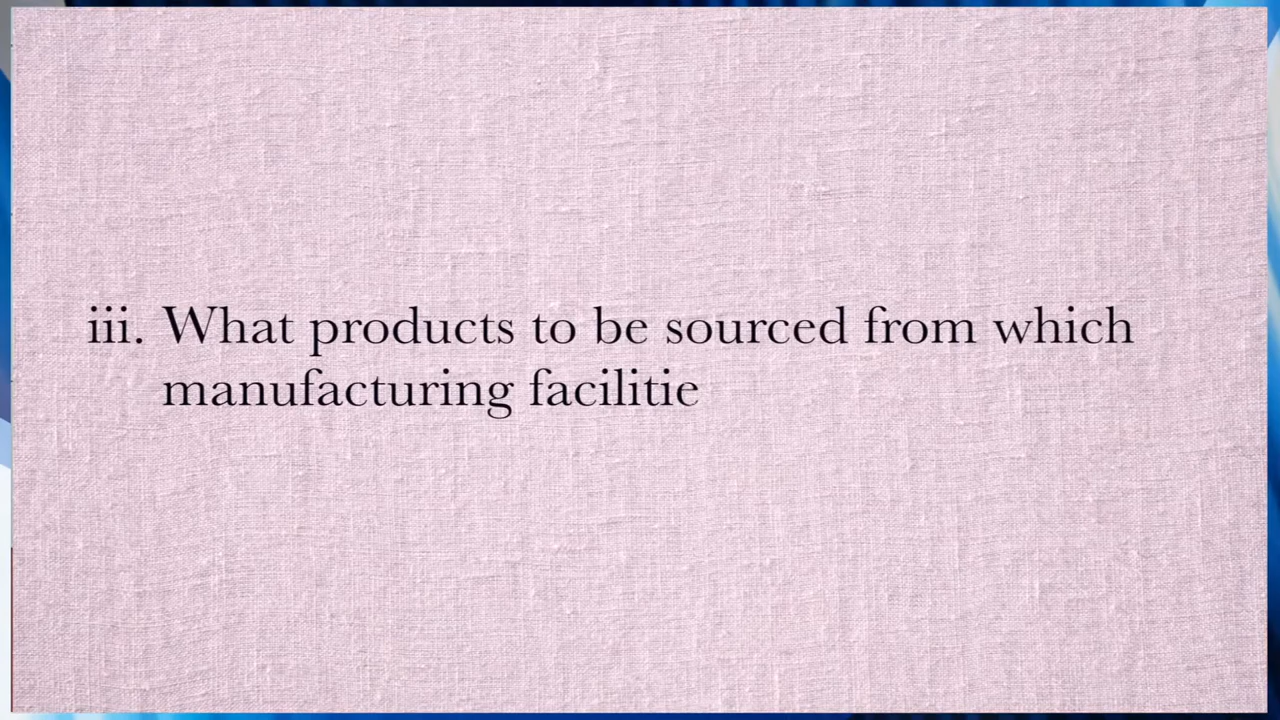 iii. What products to be sourced from which
manufacturing facilitie